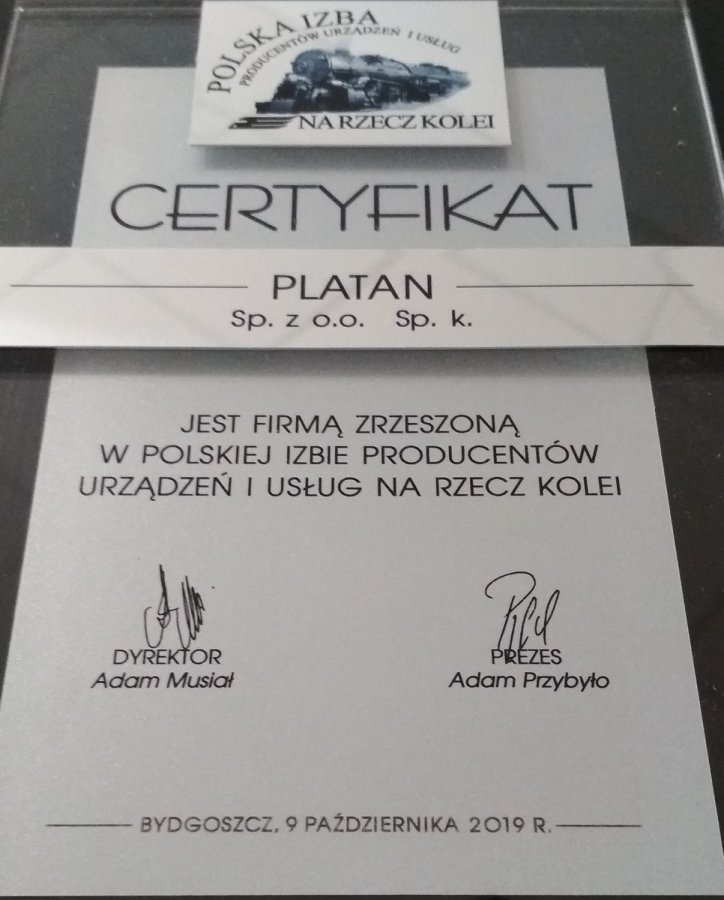 POLSKA IZBA
PRODUCENTÓW URZĄDZEŃ I USŁUG
NA RZECZ KOLEI
CERTYFIKAT
PLATAN
Sp. z o.o. Sp. k.
JEST FIRMĄ ZRZESZONĄ
W POLSKIEJ IZBIE PRODUCENTÓW
URZĄDZEŃ I USŁUG NA RZECZ KOLEI
DYREKTOR
Adam Musiał
PREZES
Adam Przybyło
BYDGOSZCZ, 9 PAŹDZIERNIKA 2019 R.